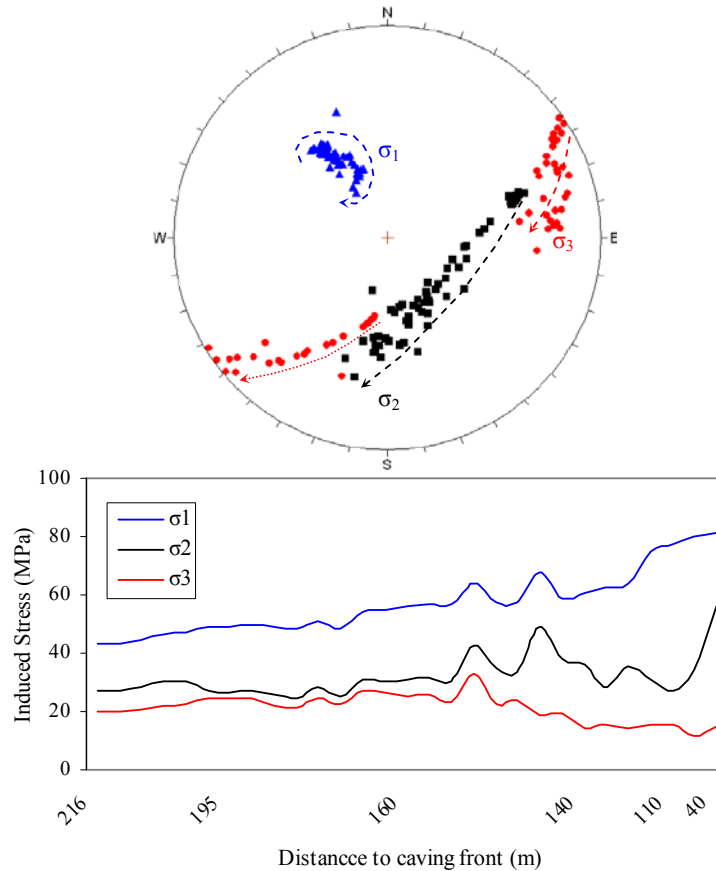 N
σ1
W
E
σ3
σ2
S
100
80
60
40
20
0
Induced Stress (MPa)
σ1
σ2
σ3
216
195
160
140
110
40
Distancce to caving front (m)